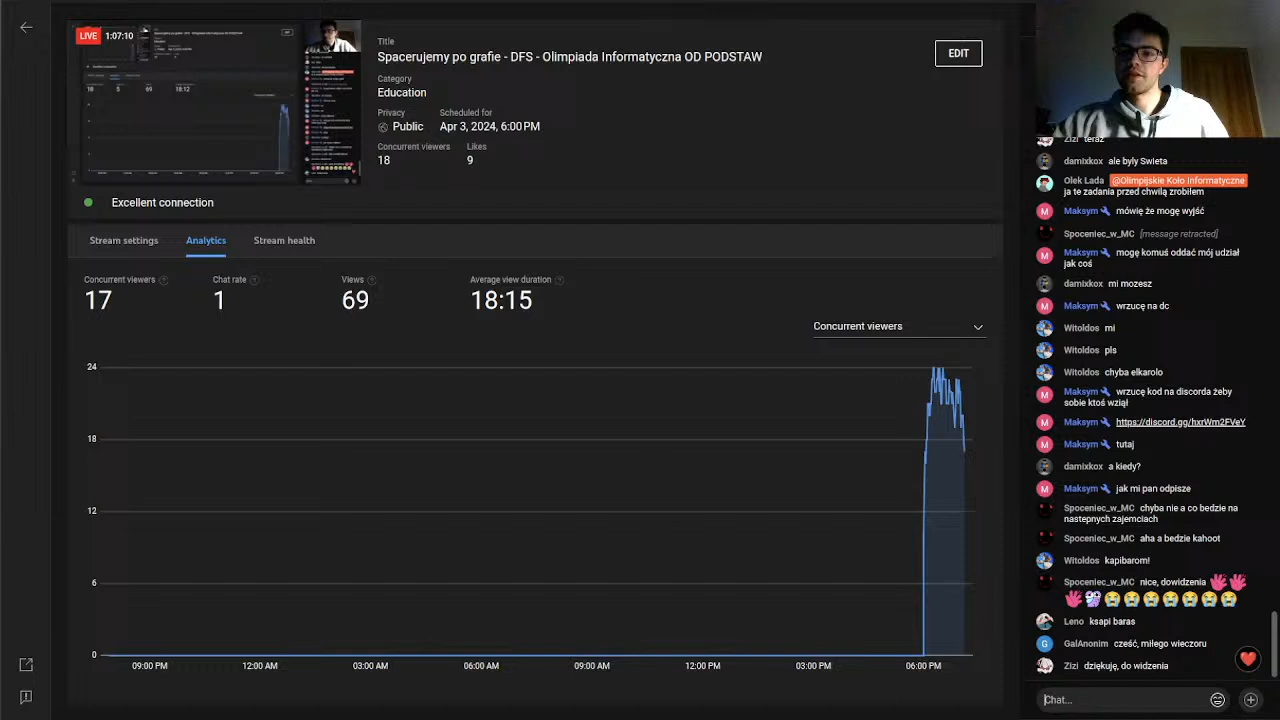 LIVE
1:07:10
Title
Spacerujemy po grafie - DFS - Olimpiada Informatyczna OD PODSTAW
EDIT
Category
Education
Privacy
Scheduled for
Public
Apr 3, 2024, 6:00 PM
Concurrent viewers
Likes
18
9
Excellent connection
Stream settings
Analytics
Stream health
Concurrent viewers
Chat rate
Views
Average view duration
17
1
69
18:15
Concurrent viewers
24
18
12
6
0
09:00 PM
12:00 AM
03:00 AM
06:00 AM
09:00 AM
12:00 PM
03:00 PM
06:00 PM
Zizi teraz
damixkox ale byly Swieta
Olek Lada @Olimpijskie Koło Informatyczne
ja te zadania przed chwilą zrobiłem
M Maksym mówię że mogę wyjść
Spoceniec_w_MC [message retracted]
M Maksym mogę komuś oddać mój udział
jak coś
damixkox mi mozesz
M Maksym wrzucę na dc
Witoldos mi
Witoldos pls
Witoldos chyba elkarolo
M Maksym wrzucę kod na discorda żeby
sobie ktoś wziął
M Maksym https://discord.gg/hxrWm2FVeY
M Maksym tutaj
damixkox a kiedy?
M Maksym jak mi pan odpisze
Spoceniec_w_MC chyba nie a co bedzie na
nastepnych zajemciach
Spoceniec_w_MC aha a bedzie kahoot
Witoldos kapibarom!
Spoceniec_w_MC nice, dowidzenia
Leno ksapi baras
G GalAnonim cześć, miłego wieczoru
Zizi dziękuję, do widzenia
Chat...